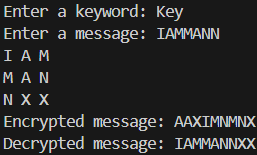 Enter a keyword: Key
Enter a message: IAMMANN
I A M
M A N
N X X
Encrypted message: AAXIMNMNX
Decrypted message: IAMMANNXX